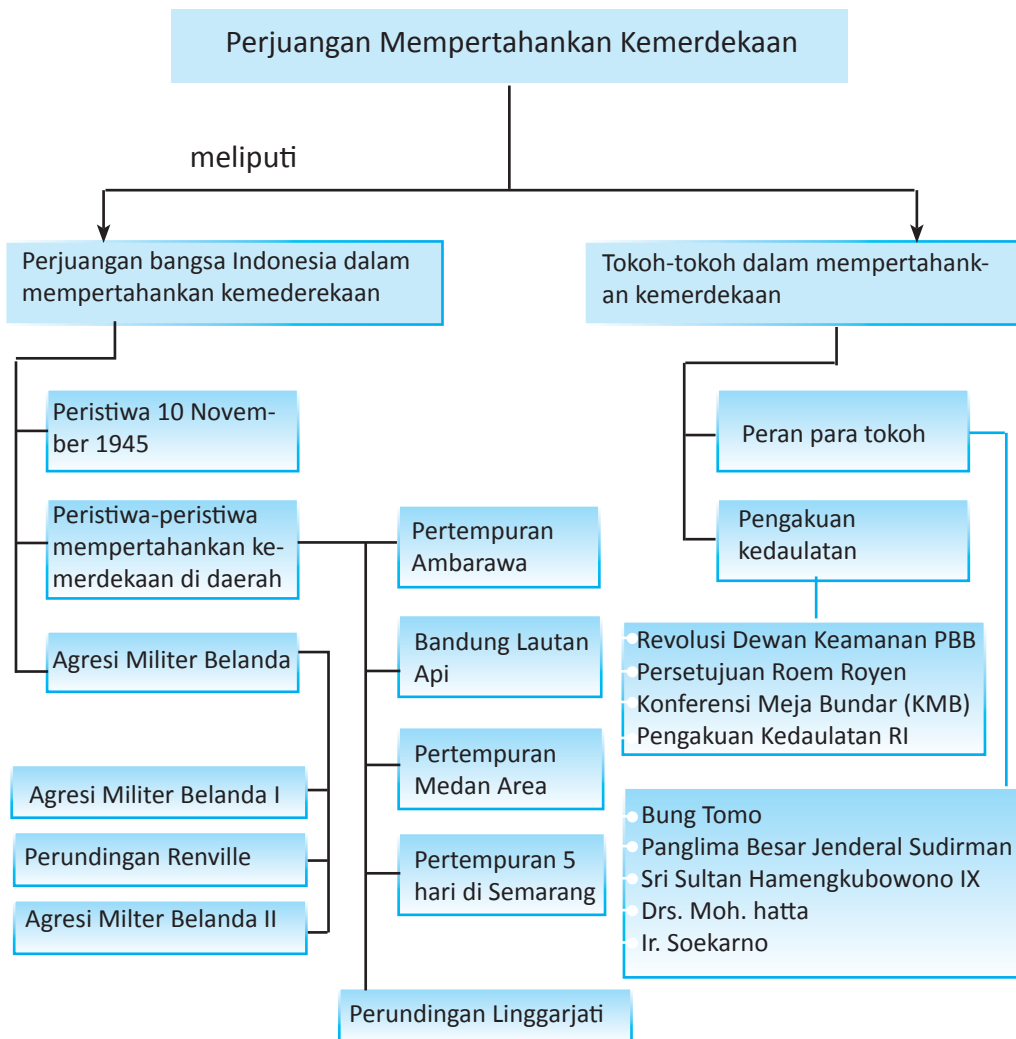 Perjuangan Mempertahankan Kemerdekaan
meliputi
Perjuangan bangsa Indonesia dalam
mempertahankan kemederekaan
Peristiwa 10 Novem-
ber 1945
Peristiwa-peristiwa
mempertahankan ke-
merdekaan di daerah
Pertempuran
Ambarawa
Bandung Lautan
Api
Pertempuran
Medan Area
Pertempuran 5
hari di Semarang
Perundingan Linggarjati
Agresi Militer Belanda
Agresi Militer Belanda I
Perundingan Renville
Agresi Milter Belanda II
Tokoh-tokoh dalam mempertahank-
an kemerdekaan
Peran para tokoh
Pengakuan
kedaulatan
Revolusi Dewan Keamanan PBB
Persetujuan Roem Royen
Konferensi Meja Bundar (KMB)
Pengakuan Kedaulatan RI
Bung Tomo
Panglima Besar Jenderal Sudirman
Sri Sultan Hamengkubowono IX
Drs. Moh. hatta
Ir. Soekarno